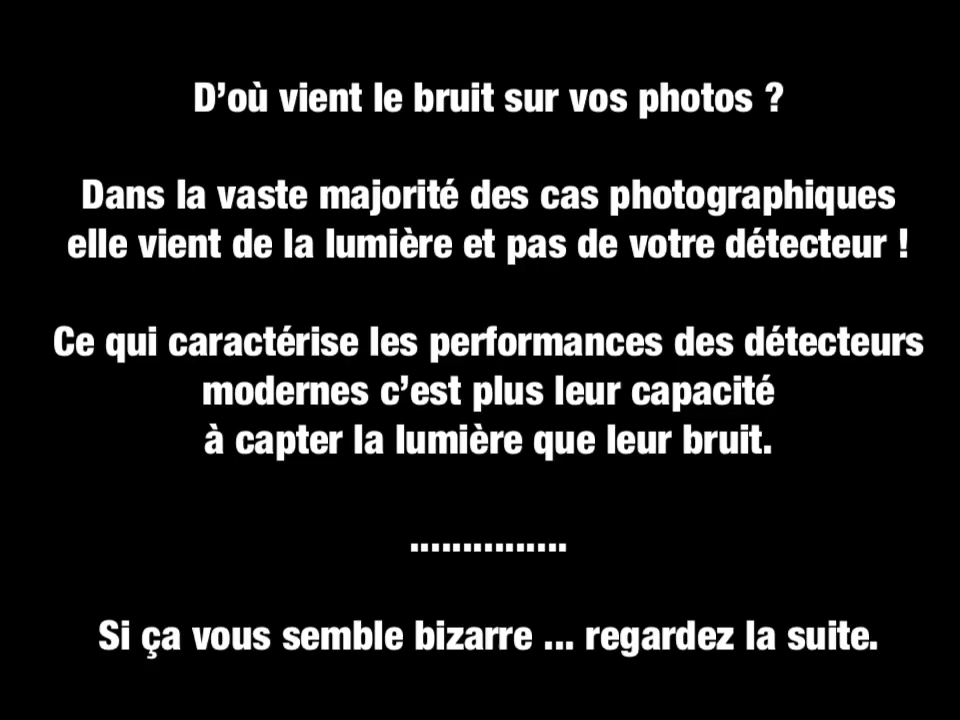 D’où vient le bruit sur vos photos ?
Dans la vaste majorité des cas photographiques
elle vient de la lumière et pas de votre détecteur !
Ce qui caractérise les performances des détecteurs
modernes c’est plus leur capacité
à capter la lumière que leur bruit.
...............
Si ça vous semble bizarre ... regardez la suite.